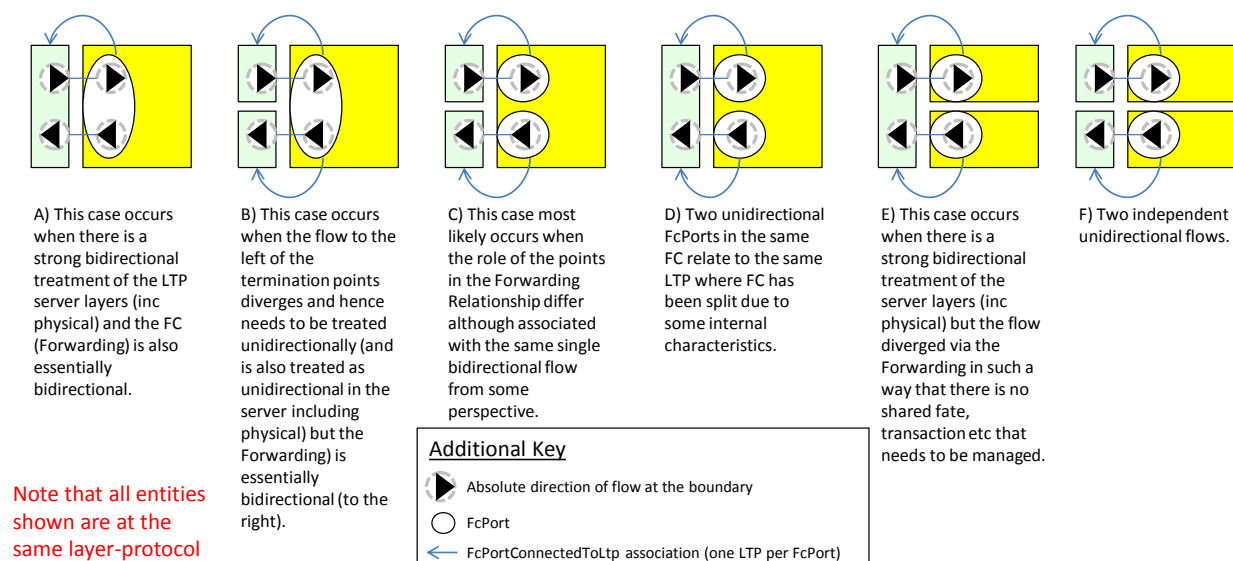 A) This case occurs
when there is a
strong bidirectional
treatment of the LTP
server layers (inc
physical) and the FC
(Forwarding) is also
essentially
bidirectional.
B) This case occurs
when the flow to the
left of the
termination points
diverges and hence
needs to be treated
unidirectionally (and
is also treated as
unidirectional in the
server including
physical) but the
Forwarding) is
essentially
bidirectional (to the
right).
C) This case most
likely occurs when
the role of the points
in the Forwarding
Relationship differ
although associated
with the same single
bidirectional flow
from some
perspective.
D) Two unidirectional
FcPorts in the same
FC relate to the same
LTP where FC has
been split due to
some internal
characteristics.
E) This case occurs
when there is a
strong bidirectional
treatment of the
server layers (inc
physical) but the flow
diverged via the
Forwarding in such a
way that there is no
shared fate,
transaction etc that
needs to be managed.
F) Two independent
unidirectional flows.
Note that all entities
shown are at the
same layer-protocol
Additional Key
Absolute direction of flow at the boundary
FcPort
FcPortConnectedToLtp association (one LTP per FcPort)